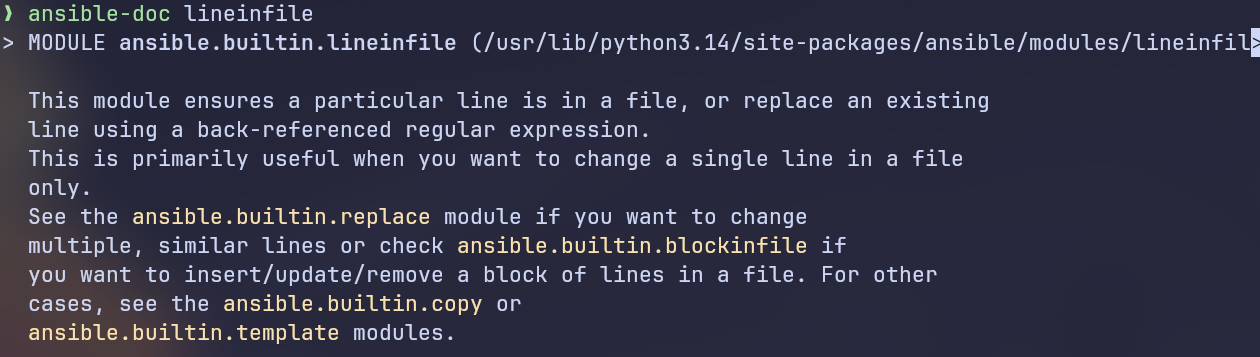 ❯ ansible-doc lineinfile
> MODULE ansible.builtin.lineinfile (/usr/lib/python3.14/site-packages/ansible/modules/lineinfil>
This module ensures a particular line is in a file, or replace an existing
line using a back-referenced regular expression.
This is primarily useful when you want to change a single line in a file
only.
See the ansible.builtin.replace module if you want to change
multiple, similar lines or check ansible.builtin.blockinfile if
you want to insert/update/remove a block of lines in a file. For other
cases, see the ansible.builtin.copy or
ansible.builtin.template modules.